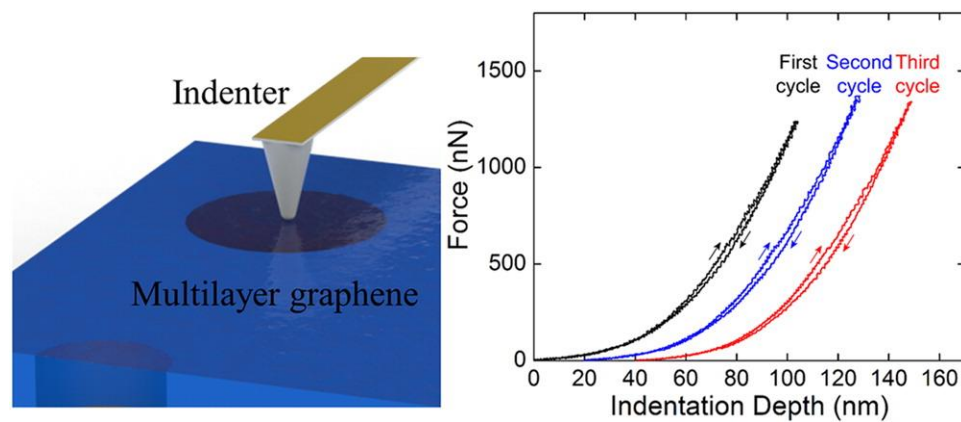 Indenter
Multilayer graphene
Force (nN)
1500
1000
500
0
First
cycle
Second
cycle
Third
cycle
0 20 40 60 80 100 120 140 160
Indentation Depth (nm)